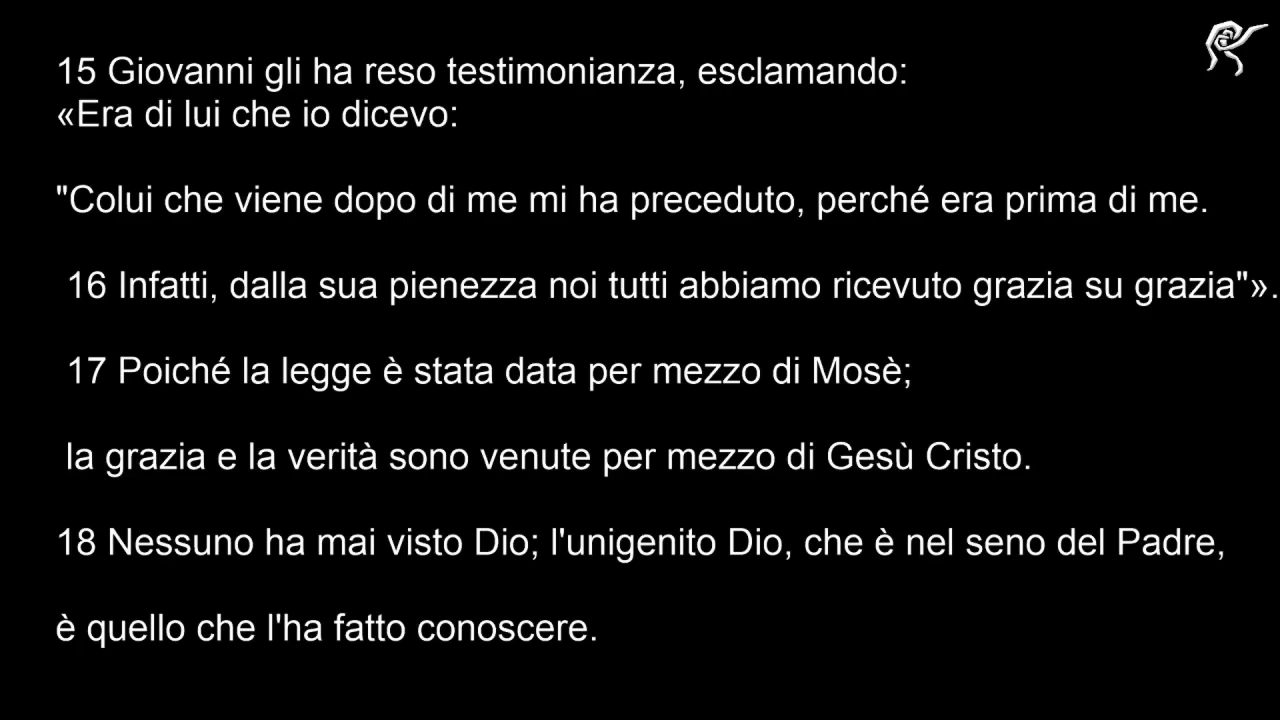 15 Giovanni gli ha reso testimonianza, esclamando:
«Era di lui che io dicevo:
"Colui che viene dopo di me mi ha preceduto, perché era prima di me.
16 Infatti, dalla sua pienezza noi tutti abbiamo ricevuto grazia su grazia"».
17 Poiché la legge è stata data per mezzo di Mosè;
la grazia e la verità sono venute per mezzo di Gesù Cristo.
18 Nessuno ha mai visto Dio; l'unigenito Dio, che è nel seno del Padre,
è quello che l'ha fatto conoscere.